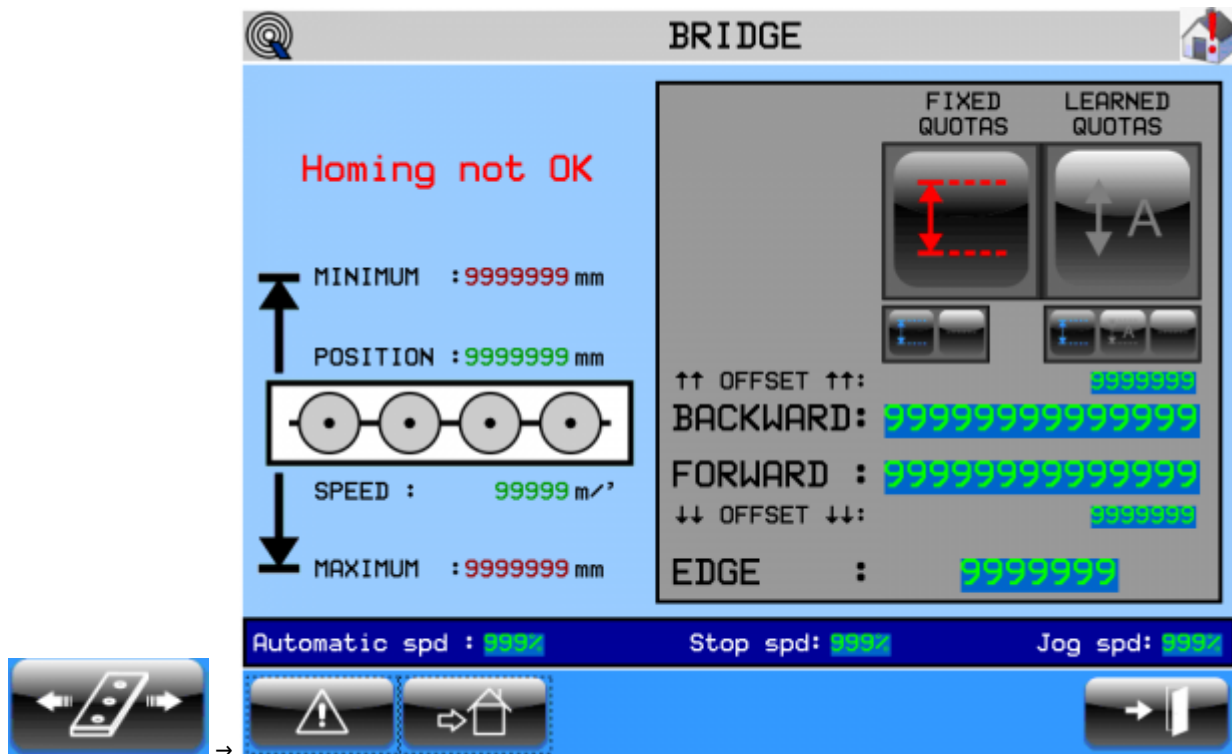 BRIDGE
Homing not OK
MINIMUM :9999999 mm
POSITION :9999999 mm
SPEED : 99999 m/'
MAXIMUM :9999999 mm
FIXED QUOTAS
LEARNED QUOTAS
A
A
↑↑ OFFSET ↑↑: 9999999
BACKWARD: 999999999999999
FORWARD : 999999999999999
↓↓ OFFSET ↓↓: 9999999
EDGE : 9999999
Automatic spd : 999% Stop spd: 999% Jog spd: 999%
→